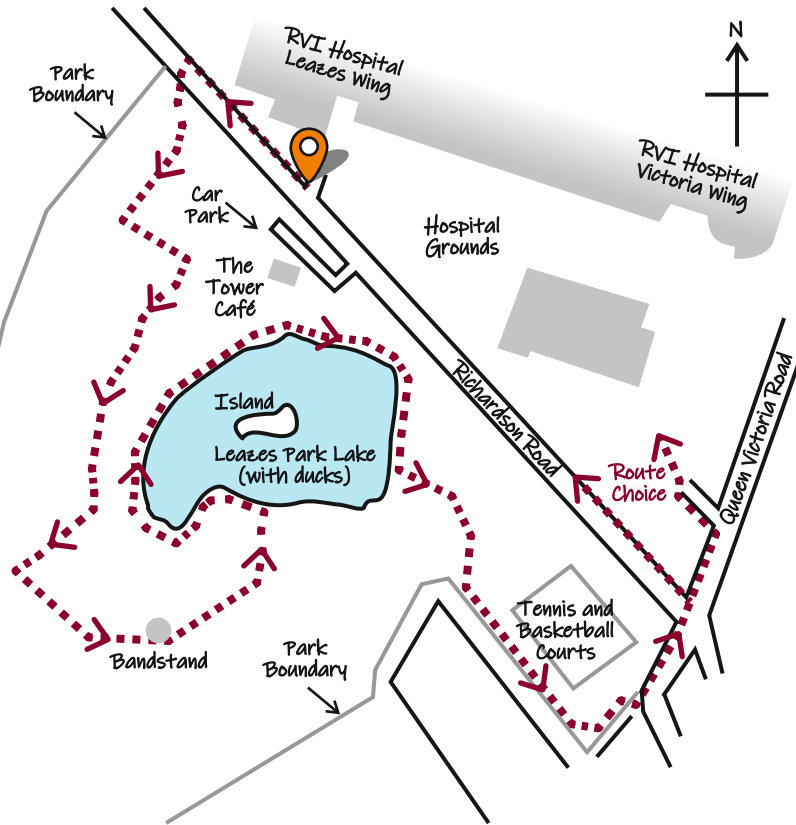 RVI Hospital
Leazes Wing
N
Park
Boundary
RVI Hospital
Victoria Wing
Car
Park
Hospital
Grounds
The
Tower
Café
Richardson Road
Queen Victoria Road
Island
Leazes Park Lake
(with ducks)
Route
Choice
Tennis and
Basketball
Courts
Bandstand
Park
Boundary